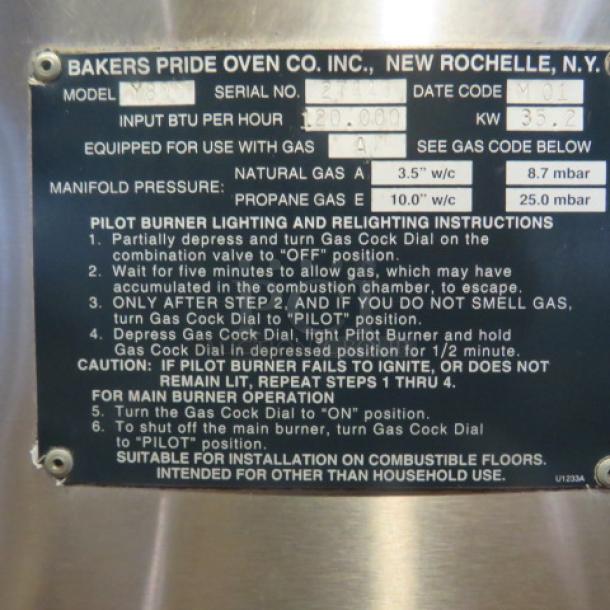 BAKERS PRIDE OVEN CO. INC., NEW ROCHELLE, N.Y.
MODEL SERIAL NO. DATE CODE M 01
INPUT BTU PER HOUR 120.000 KW 35.2
EQUIPPED FOR USE WITH GAS A SEE GAS CODE BELOW
MANIFOLD PRESSURE:
NATURAL GAS A 3.5" w/c 8.7 mbar
PROPANE GAS E 10.0" w/c 25.0 mbar
PILOT BURNER LIGHTING AND RELIGHTING INSTRUCTIONS
1. Partially depress and turn Gas Cock Dial on the
combination valve to "OFF" position.
2. Wait for five minutes to allow gas, which may have
accumulated in the combustion chamber, to escape.
3. ONLY AFTER STEP 2, AND IF YOU DO NOT SMELL GAS,
turn Gas Cock Dial to "PILOT" position.
4. Depress Gas Cock Dial, light Pilot Burner and hold
Gas Cock Dial in depressed position for 1/2 minute.
CAUTION: IF PILOT BURNER FAILS TO IGNITE, OR DOES NOT
REMAIN LIT, REPEAT STEPS 1 THRU 4.
FOR MAIN BURNER OPERATION
5. Turn the Gas Cock Dial to "ON" position.
6. To shut off the main burner, turn Gas Cock Dial
to "PILOT" position.
SUITABLE FOR INSTALLATION ON COMBUSTIBLE FLOORS.
INTENDED FOR OTHER THAN HOUSEHOLD USE.
U1233A